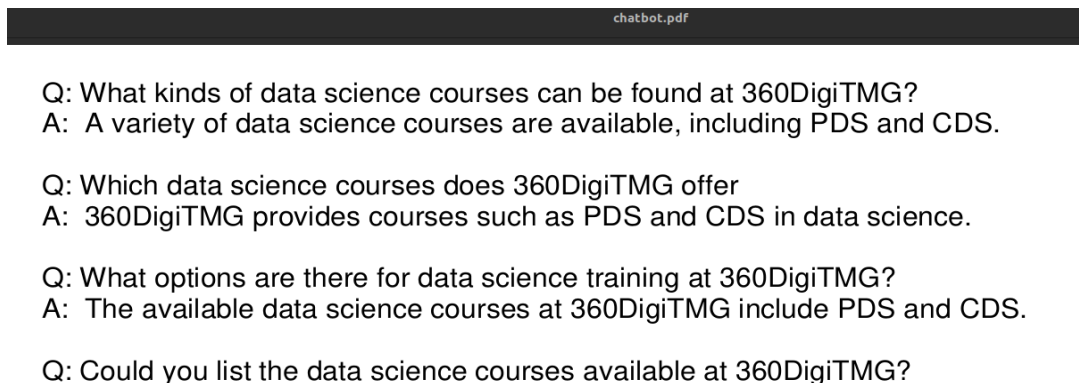 chatbot.pdf
Q: What kinds of data science courses can be found at 360DigiTMG?
A:  A variety of data science courses are available, including PDS and CDS.
Q: Which data science courses does 360DigiTMG offer
A:  360DigiTMG provides courses such as PDS and CDS in data science.
Q: What options are there for data science training at 360DigiTMG?
A:  The available data science courses at 360DigiTMG include PDS and CDS.
Q: Could you list the data science courses available at 360DigiTMG?